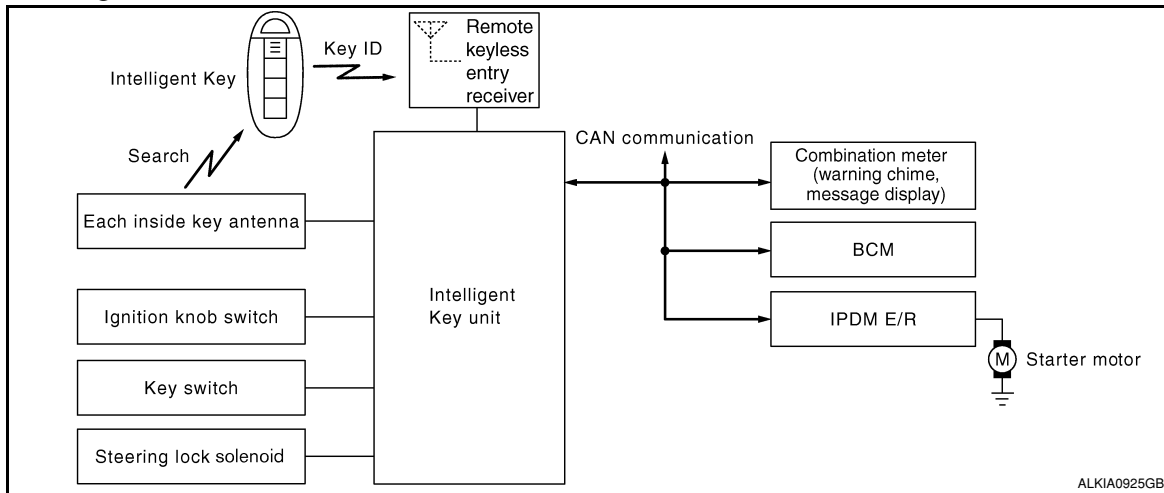 Intelligent Key
Key ID
Remote
keyless
entry
receiver
Search
Each inside key antenna
Ignition knob switch
Key switch
Steering lock solenoid
Intelligent
Key unit
CAN communication
Combination meter
(warning chime,
message display)
BCM
IPDM E/R
M
Starter motor
ALKIA0925GB